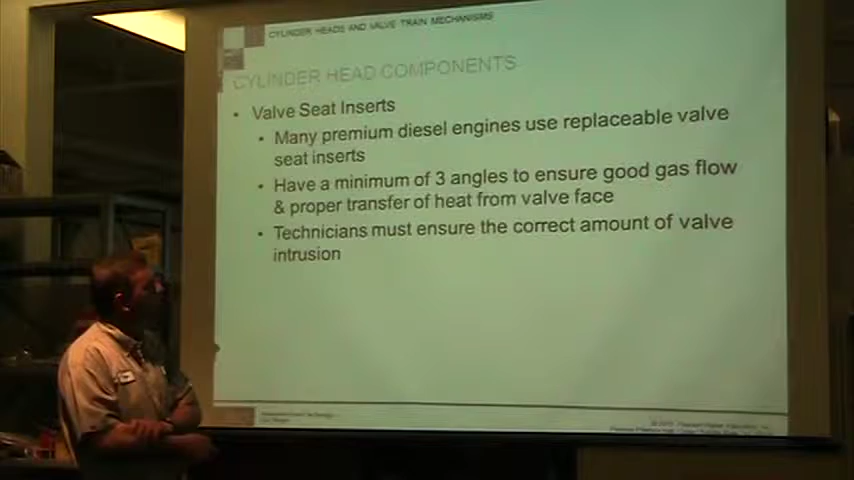 CYLINDER HEADS AND VALVE TRAIN MECHANISMS
CYLINDER HEAD COMPONENTS
• Valve Seat Inserts
• Many premium diesel engines use replaceable valve
seat inserts
• Have a minimum of 3 angles to ensure good gas flow
& proper transfer of heat from valve face
• Technicians must ensure the correct amount of valve
intrusion